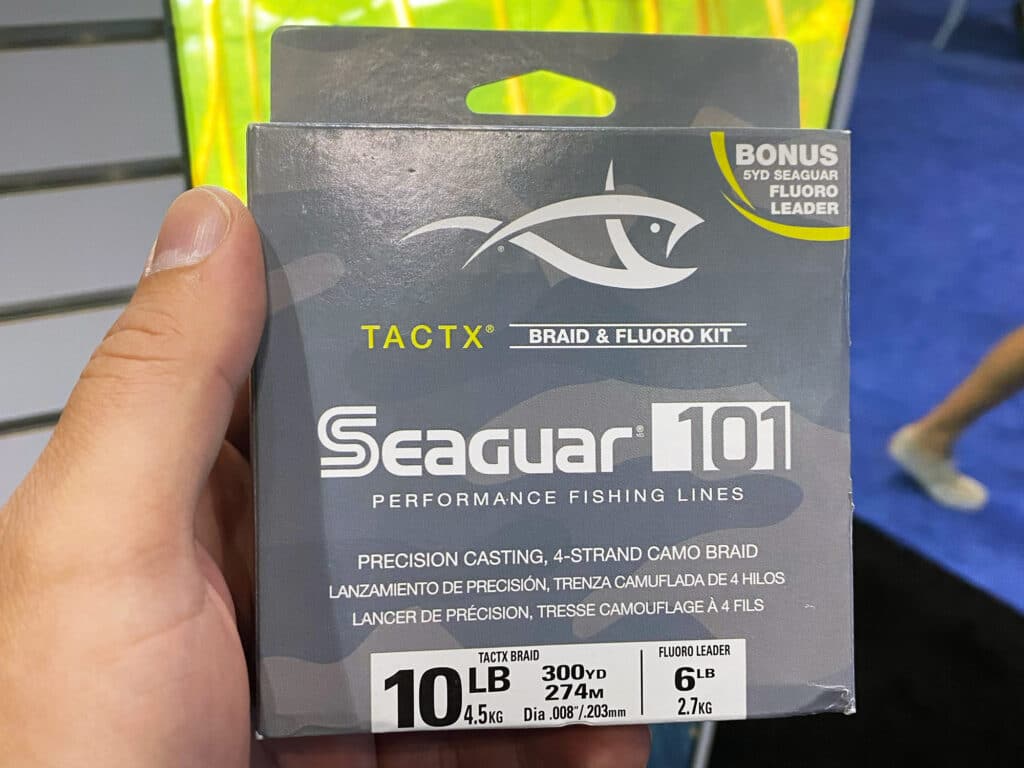 BONUS
5YD SEAGUAR
FLUORO
LEADER
TACTX® BRAID & FLUORO KIT
SEAGUAR® 101
PERFORMANCE FISHING LINES
PRECISION CASTING, 4-STRAND CAMO BRAID
LANZAMIENTO DE PRECISIÓN, TRENZA CAMUFLADA DE 4 HILOS
LANCER DE PRÉCISION, TRESSE CAMOUFLAGE À 4 FILS
TACTX BRAID
10LB
4.5KG
300YD
274M
Dia .008"/.203mm
FLUORO LEADER
6LB
2.7KG